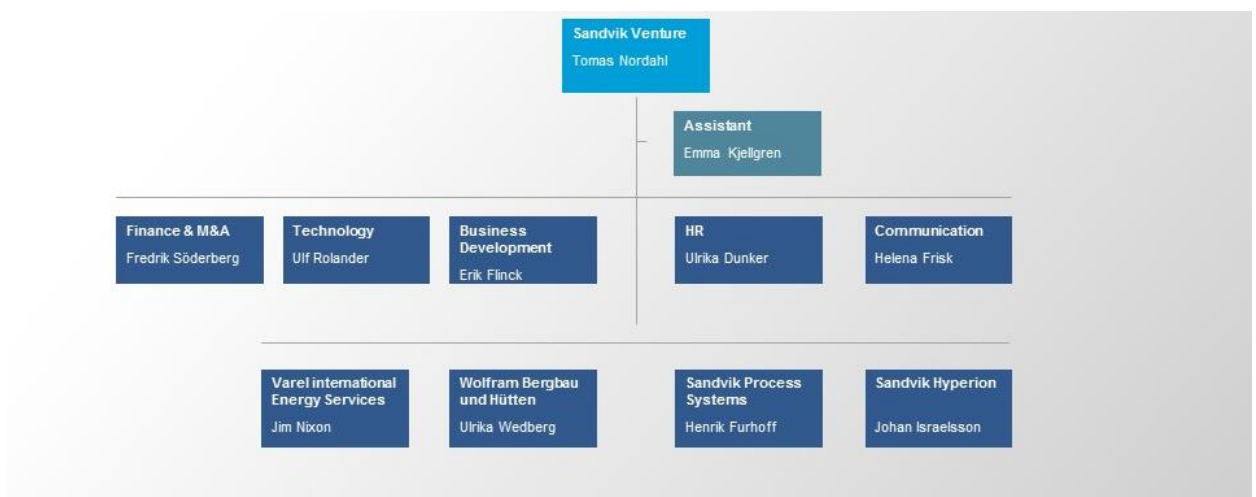 Sandvik Venture
Tomas Nordahl
Assistant
Emma Kjellgren
Finance & M&A
Fredrik Söderberg
Technology
Ulf Rolander
Business
Development
Erik Flinck
HR
Ulrika Dunker
Communication
Helena Frisk
Varel international
Energy Services
Jim Nixon
Wolfram Bergbau
und Hütten
Ulrika Wedberg
Sandvik Process
Systems
Henrik Furhoff
Sandvik Hyperion
Johan Israelsson